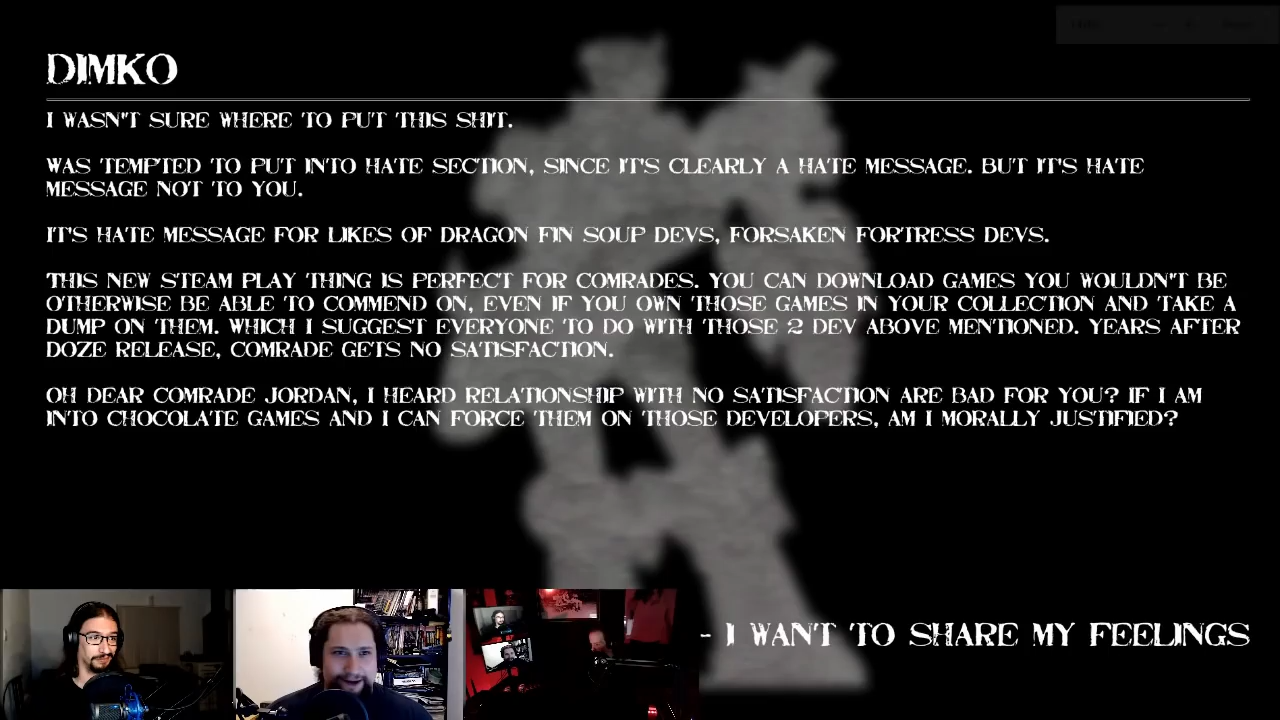 DIMKO
I WASN'T SURE WHERE TO PUT THIS SHIT.
WAS TEMPTED TO PUT INTO HATE SECTION, SINCE IT'S CLEARLY A HATE MESSAGE. BUT IT'S HATE
MESSAGE NOT TO YOU.
IT'S HATE MESSAGE FOR LIKES OF DRAGON FIN SOUP DEVS, FORSAKEN FORTRESS DEVS.
THIS NEW STEAM PLAY THING IS PERFECT FOR COMRADES. YOU CAN DOWNLOAD GAMES YOU WOULDN'T BE
OTHERWISE BE ABLE TO COMMEND ON, EVEN IF YOU OWN THOSE GAMES IN YOUR COLLECTION AND TAKE A
DUMP ON THEM. WHICH I SUGGEST EVERYONE TO DO WITH THOSE 2 DEV ABOVE MENTIONED. YEARS AFTER
DOZE RELEASE, COMRADE GETS NO SATISFACTION.
OH DEAR COMRADE JORDAN, I HEARD RELATIONSHIP WITH NO SATISFACTION ARE BAD FOR YOU? IF I AM
INTO CHOCOLATE GAMES AND I CAN FORCE THEM ON THOSE DEVELOPERS, AM I MORALLY JUSTIFIED?
- I WANT TO SHARE MY FEELINGS